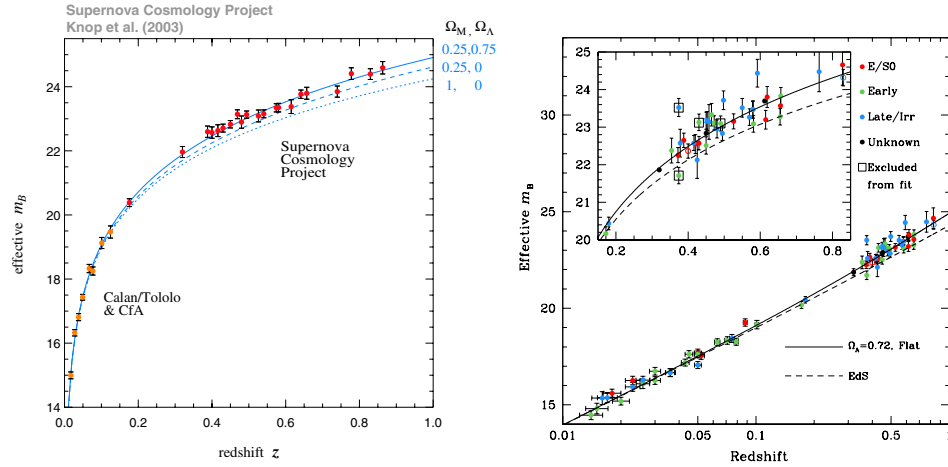 Supernova Cosmology Project
Knop et al. (2003)
Ω_M , Ω_Λ
0.25,0.75
0.25, 0
1, 0
24
22
20
18
16
14
effective m_B
Supernova
Cosmology
Project
Calan/Tololo
& CfA
0.0
0.2
0.4
0.6
0.8
1.0
redshift z
30
25
20
15
Effective m_B
25
24
23
22
21
20
0.2
0.4
0.6
0.8
E/S0
Early
Late/Irr
Unknown
Excluded
from fit
Ω_Λ=0.72, Flat
EdS
0.01
0.05
0.1
0.5
1
Redshift